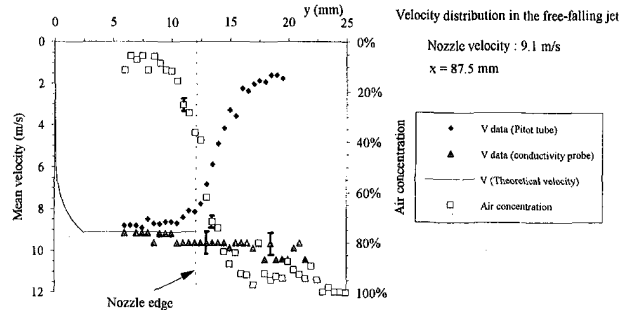 y (mm)
0 5 10 15 20 25
Velocity distribution in the free-falling jet
Nozzle velocity : 9.1 m/s
x = 87.5 mm
Mean velocity (m/s)
0
2
4
6
8
10
12
0%
20%
40%
60%
80%
100%
Air concentration
V data (Pitot tube)
V data (conductivity probe)
V (Theoretical velocity)
Air concentration
Nozzle edge